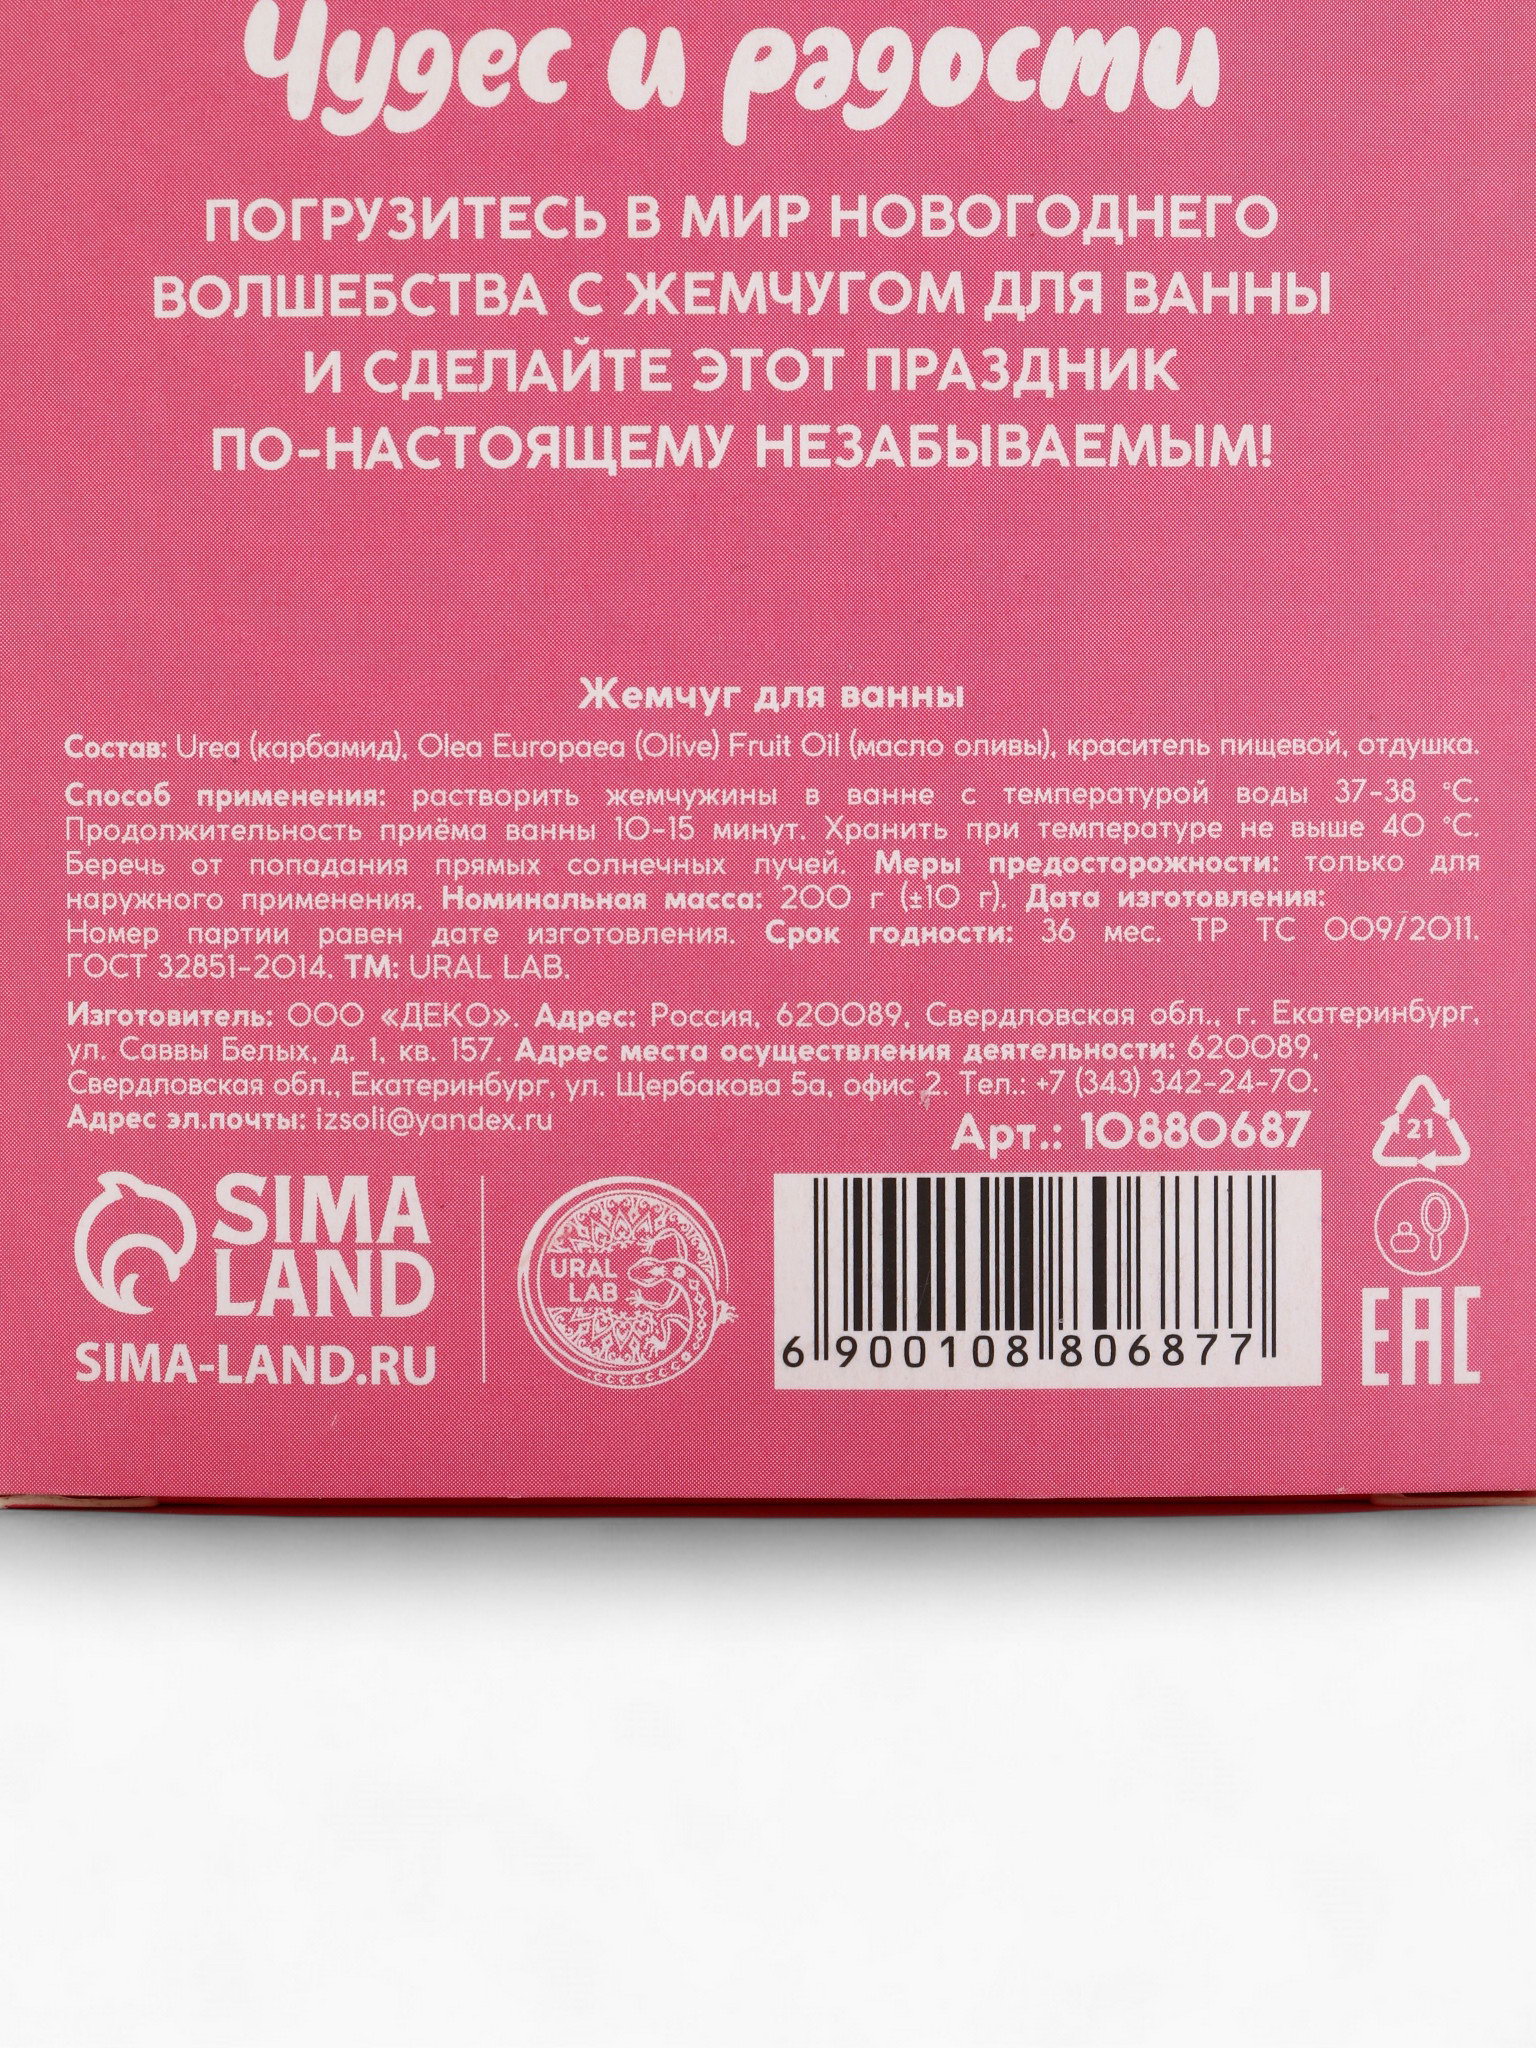 Чудес и радости
ПОГРУЗИТЕСЬ В МИР НОВОГОДНЕГО
ВОЛШЕБСТВА С ЖЕМЧУГОМ ДЛЯ ВАННЫ
И СДЕЛАЙТЕ ЭТОТ ПРАЗДНИК
ПО-НАСТОЯЩЕМУ НЕЗАБЫВАЕМЫМ!
Жемчуг для ванны
Состав: Urea (карбамид), Olea Europaea (Olive) Fruit Oil (масло оливы), краситель пищевой, отдушка.
Способ применения: растворить жемчужины в ванне с температурой воды 37-38 °С.
Продолжительность приёма ванны 10-15 минут. Хранить при температуре не выше 40 °С.
Беречь от попадания прямых солнечных лучей. Меры предосторожности: только для
наружного применения. Номинальная масса: 200 г (±10 г). Дата изготовления:
Номер партии равен дате изготовления. Срок годности: 36 мес. ТР ТС 009/2011.
ГОСТ 32851-2014. ТМ: URAL LAB.
Изготовитель: ООО «ДЕКО». Адрес: Россия, 620089, Свердловская обл., г. Екатеринбург,
ул. Саввы Белых, д. 1, кв. 157. Адрес места осуществления деятельности: 620089,
Свердловская обл., Екатеринбург, ул. Щербакова 5а, офис 2. Тел.: +7 (343) 342-24-70.
Адрес эл.почты: izsoli@yandex.ru
Арт.: 10880687
21
SIMA
LAND
SIMA-LAND.RU
URAL
LAB
6 900108 806877
EAC